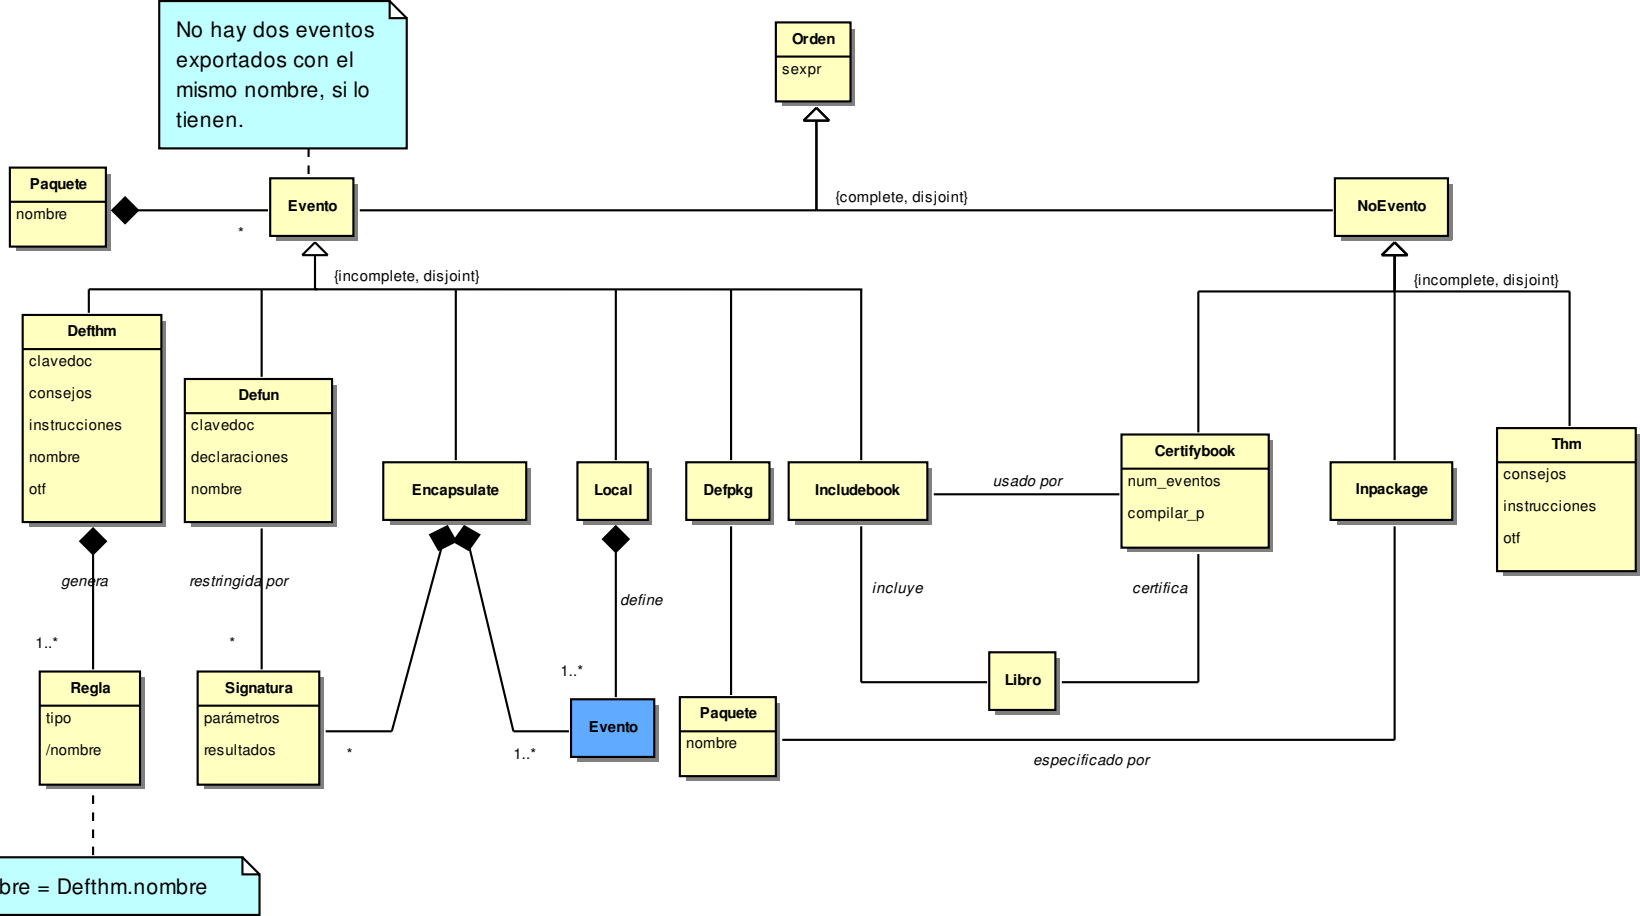 No hay dos eventos
exportados con el
mismo nombre, si lo
tienen.
Orden
sexpr
Paquete
nombre
*
Evento
{complete, disjoint}
NoEvento
{incomplete, disjoint}
{incomplete, disjoint}
Defthm
clavedoc
consejos
instrucciones
nombre
otf
Defun
clavedoc
declaraciones
nombre
Encapsulate
Local
Defpkg
Includebook
usado por
Certifybook
num_eventos
compilar_p
Inpackage
Thm
consejos
instrucciones
otf
genera
1..*
restringida por
*
define
1..*
incluye
certifica
Regla
tipo
/nombre
Signatura
parámetros
resultados
*
1..*
Evento
Paquete
nombre
Libro
especificado por
bre = Defthm.nombre